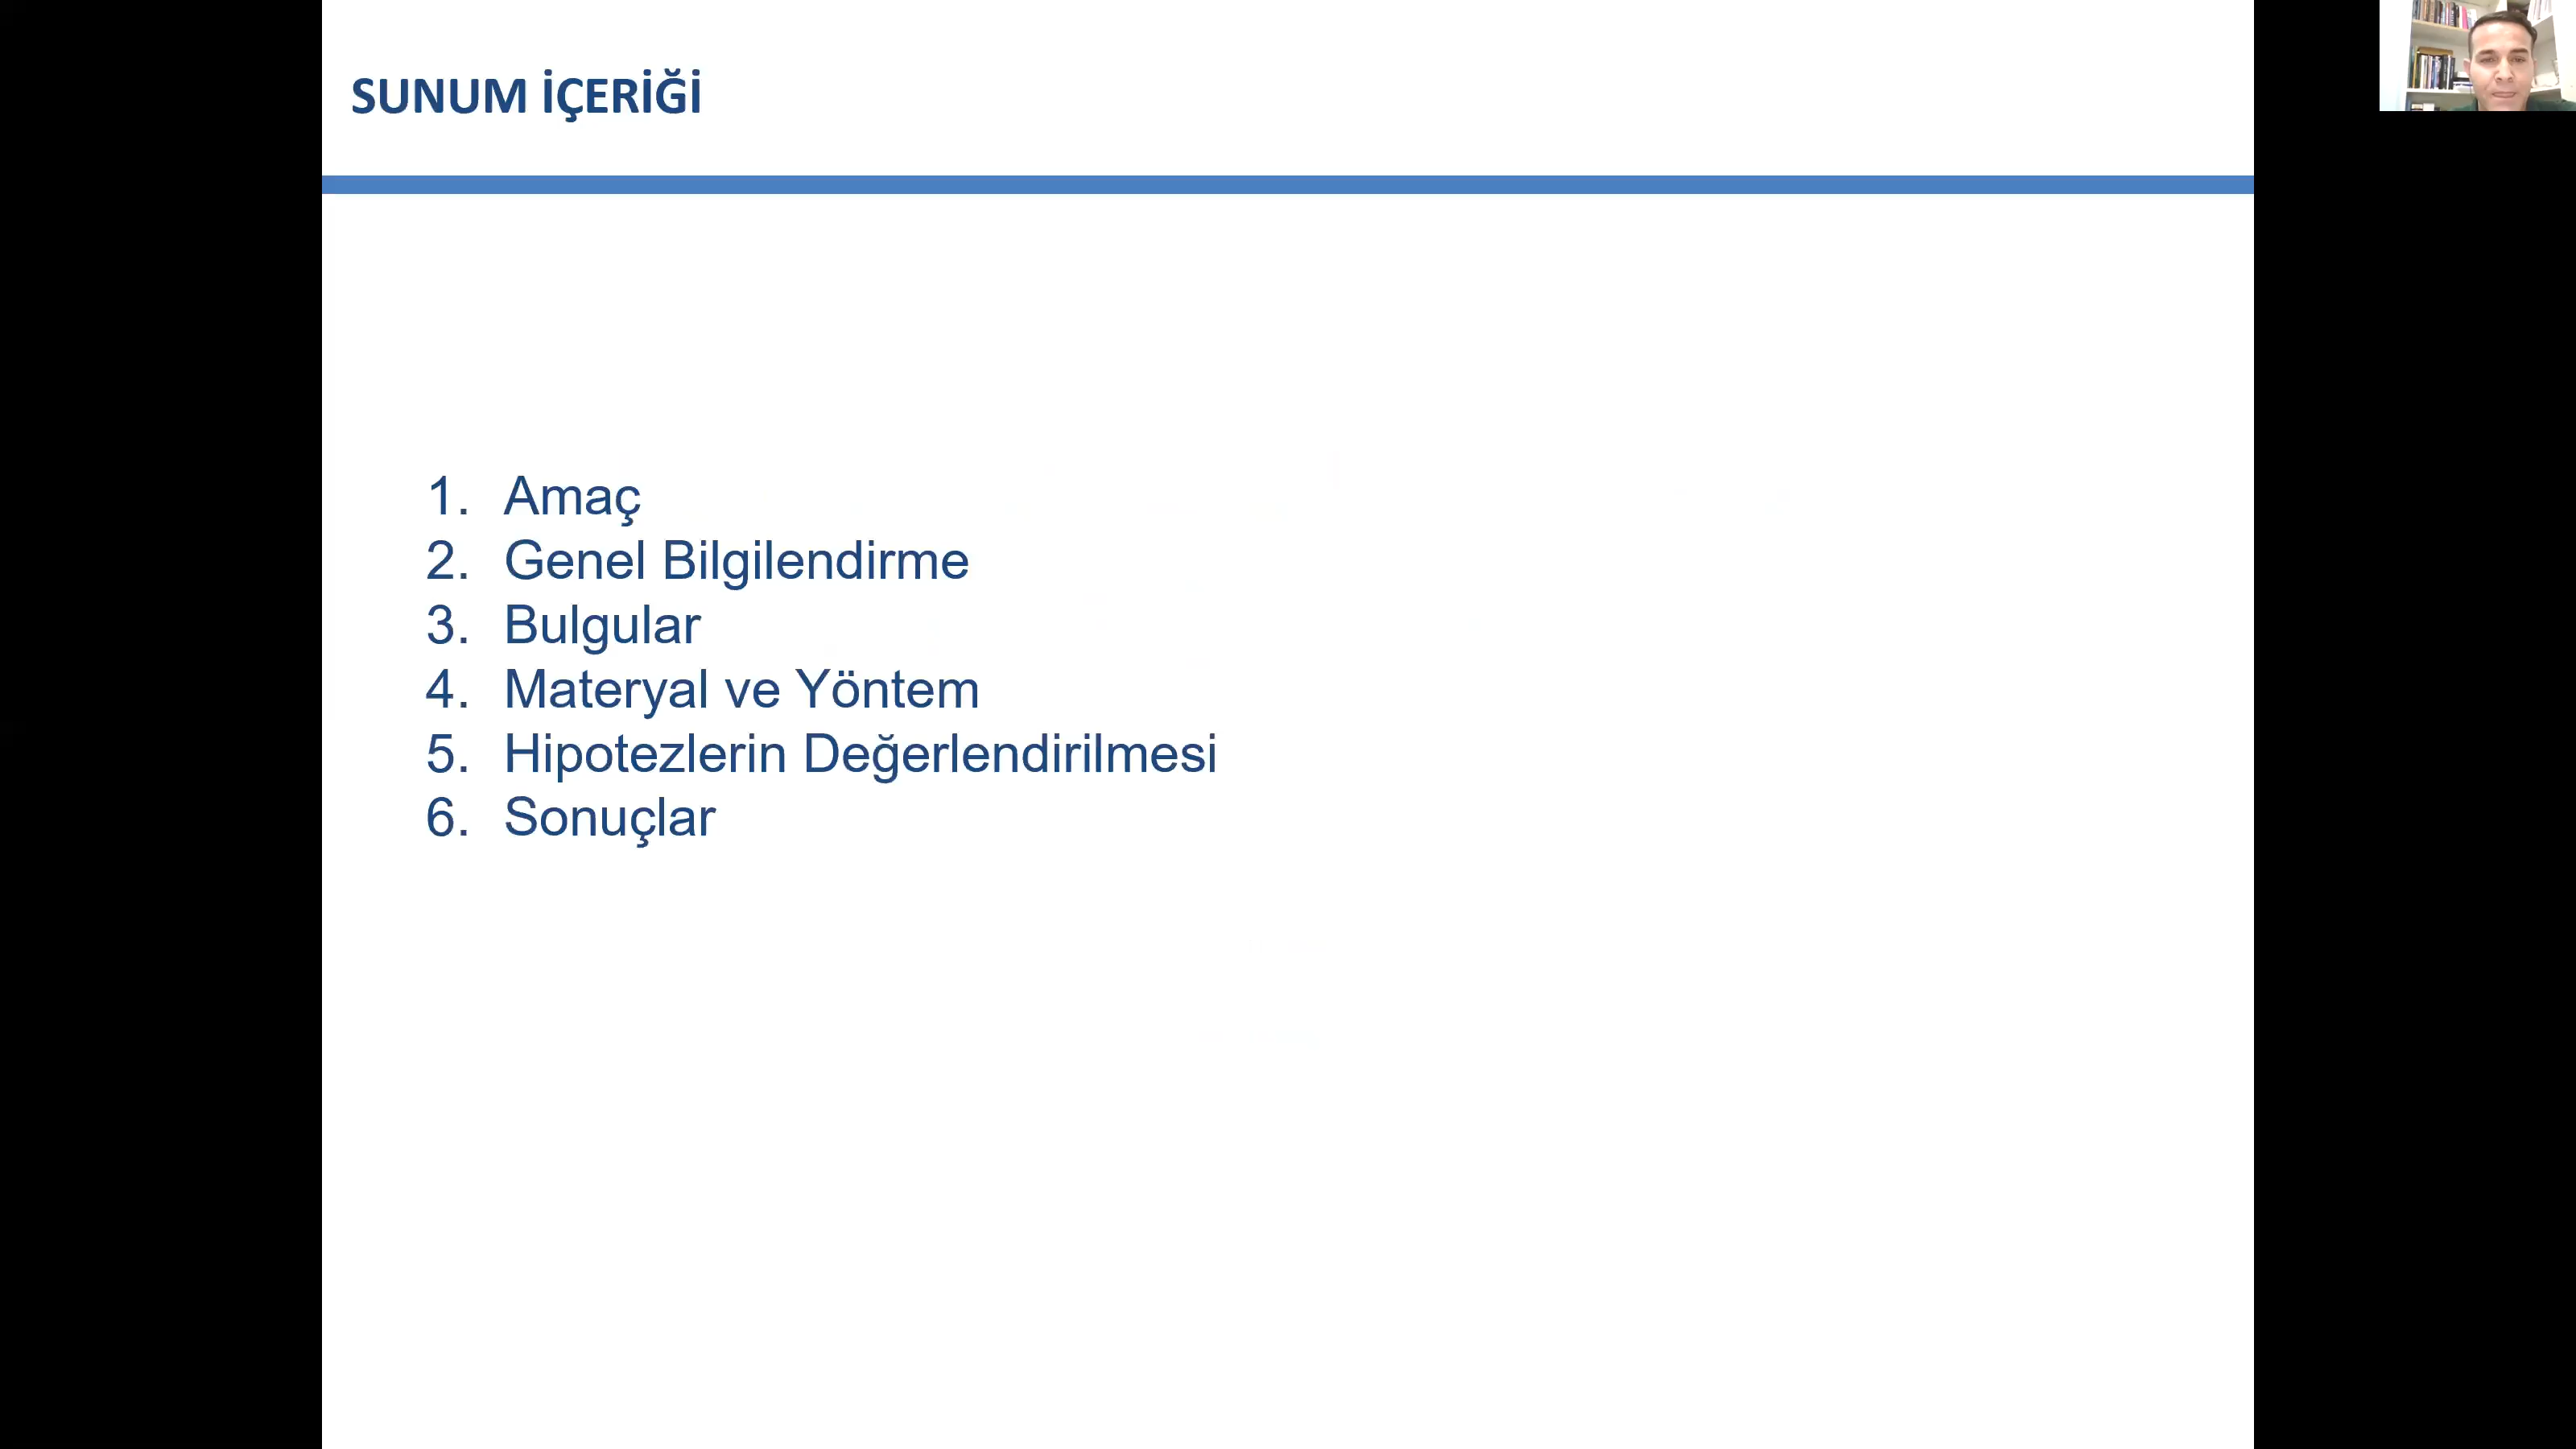 SUNUM İÇERİĞİ
1. Amaç
2. Genel Bilgilendirme
3. Bulgular
4. Materyal ve Yöntem
5. Hipotezlerin Değerlendirilmesi
6. Sonuçlar